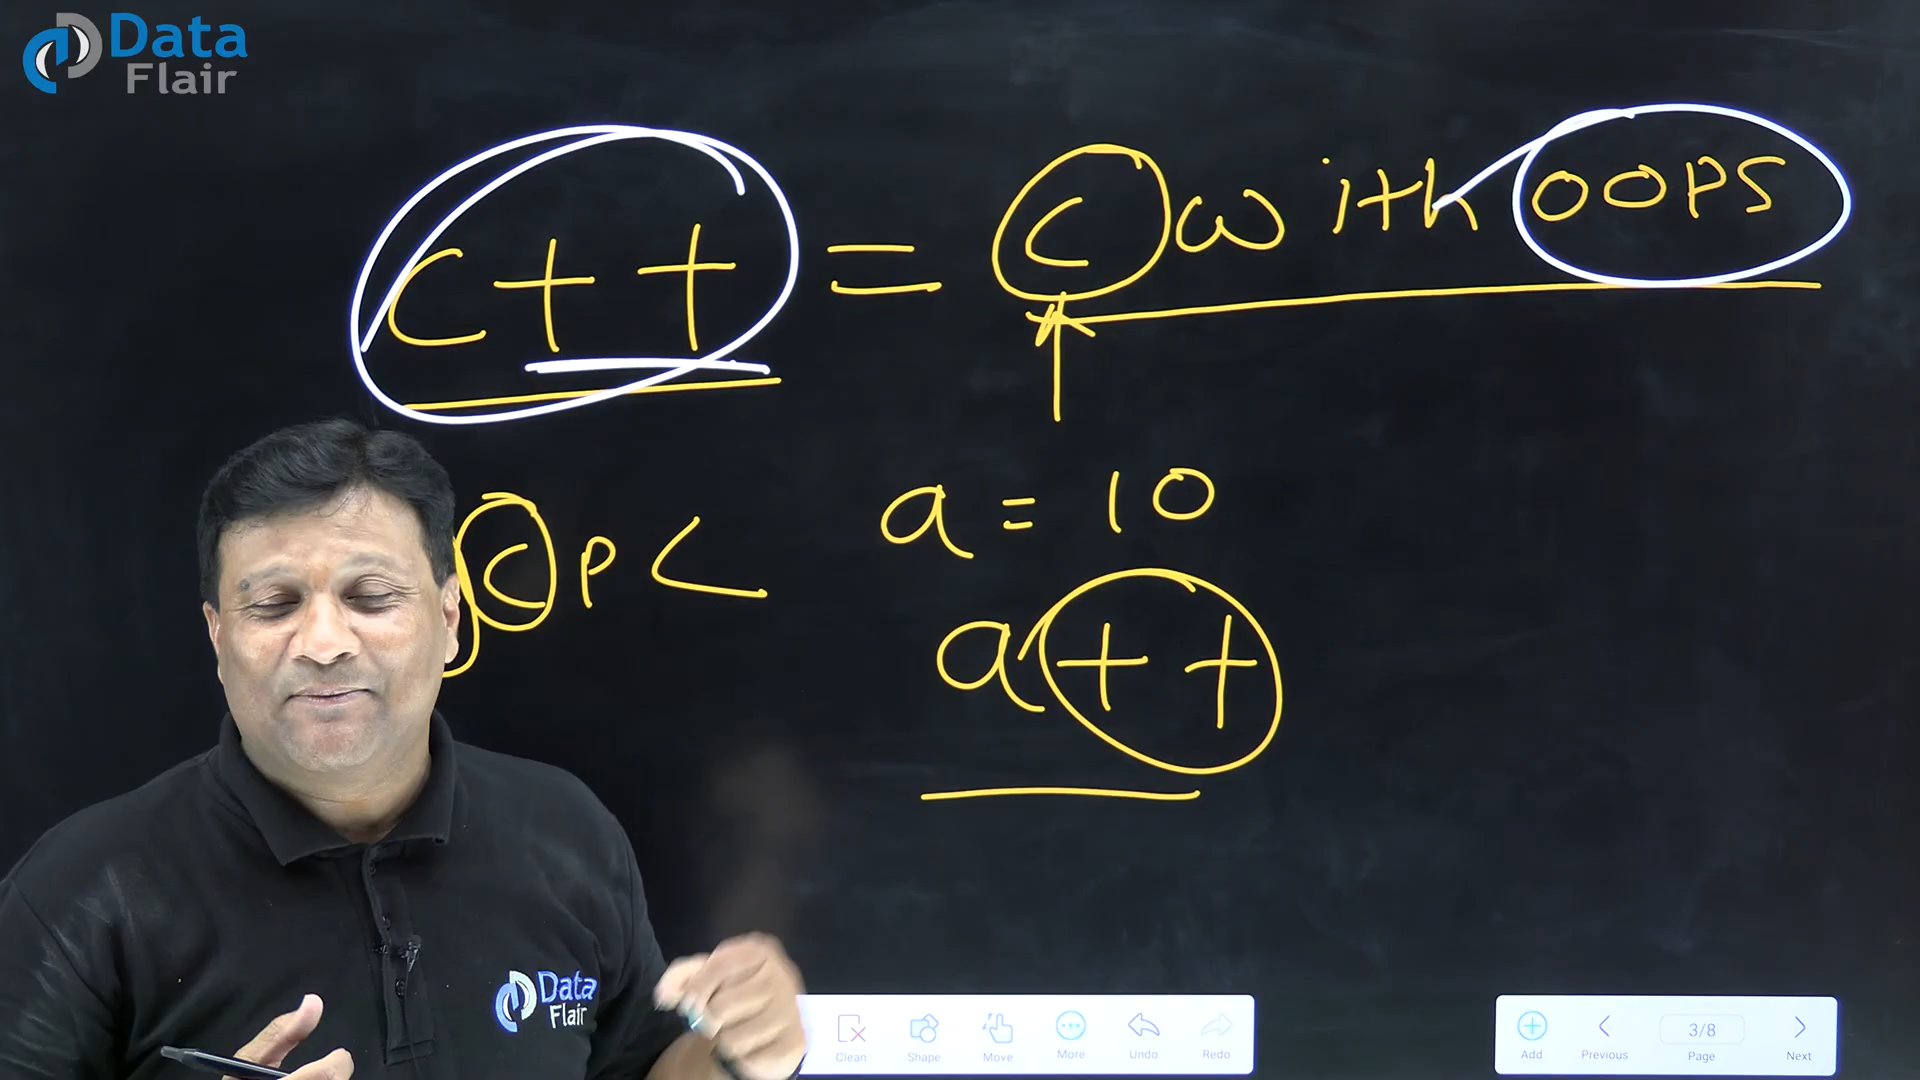 Data
Flair
C++ = C with OOPS
CPL
a = 10
a++
Data
Flair
Clean Shape Move More Undo Redo
Add Previous 3/8 Page Next